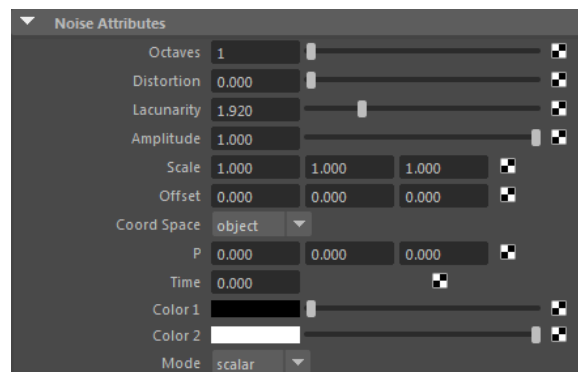 Noise Attributes
Octaves 1
Distortion 0.000
Lacunarity 1.920
Amplitude 1.000
Scale 1.000 1.000 1.000
Offset 0.000 0.000 0.000
Coord Space object
P 0.000 0.000 0.000
Time 0.000
Color 1
Color 2
Mode scalar